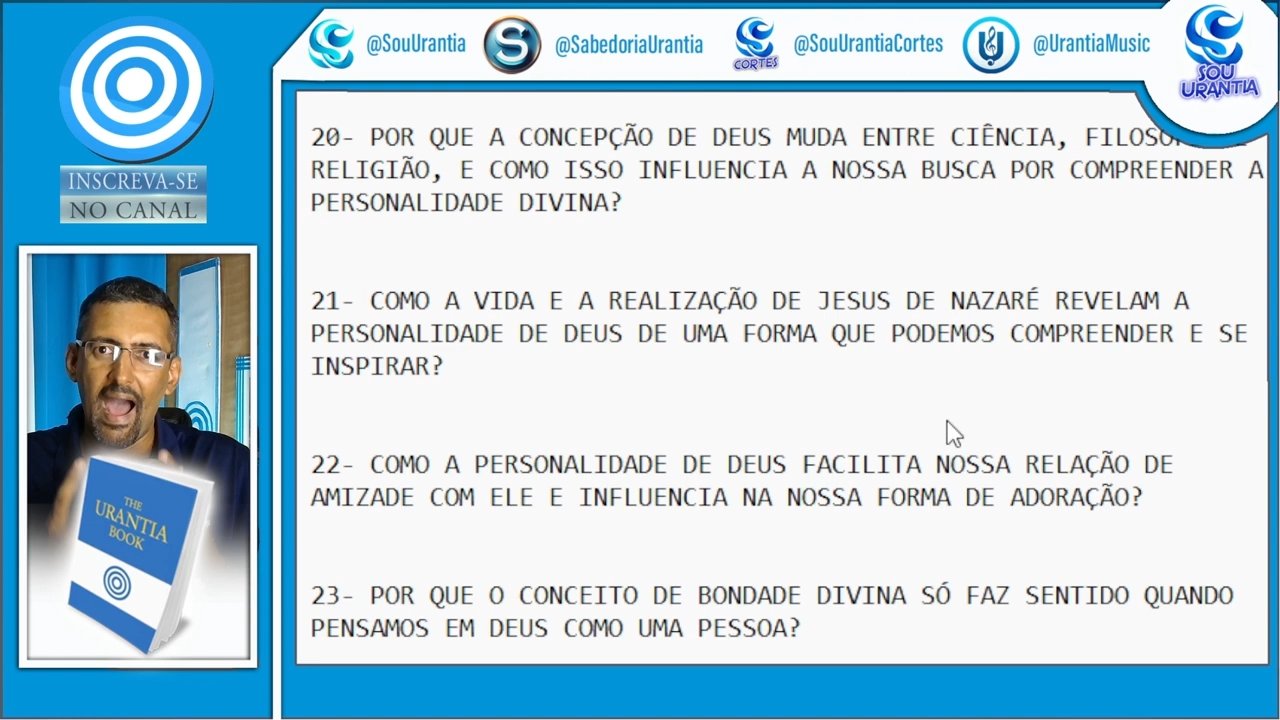 @SouUrantia
@SabedoriaUrantia
CORTES
@SouUrantiaCortes
@UrantiaMusic
SOU
URANTIA
INSCREVA-SE
NO CANAL
20- POR QUE A CONCEPÇÃO DE DEUS MUDA ENTRE CIÊNCIA,
RELIGIÃO, E COMO ISSO INFLUENCIA A NOSSA BUSCA POR COMPREENDER A
PERSONALIDADE DIVINA?
21- COMO A VIDA E A REALIZAÇÃO DE JESUS DE NAZARÉ REVELAM A
PERSONALIDADE DE DEUS DE UMA FORMA QUE PODEMOS COMPREENDER E SE
INSPIRAR?
22- COMO A PERSONALIDADE DE DEUS FACILITA NOSSA RELAÇÃO DE
AMIZADE COM ELE E INFLUENCIA NA NOSSA FORMA DE ADORAÇÃO?
23- POR QUE O CONCEITO DE BONDADE DIVINA SÓ FAZ SENTIDO QUANDO
PENSAMOS EM DEUS COMO UMA PESSOA?
THE
URANTIA
BOOK